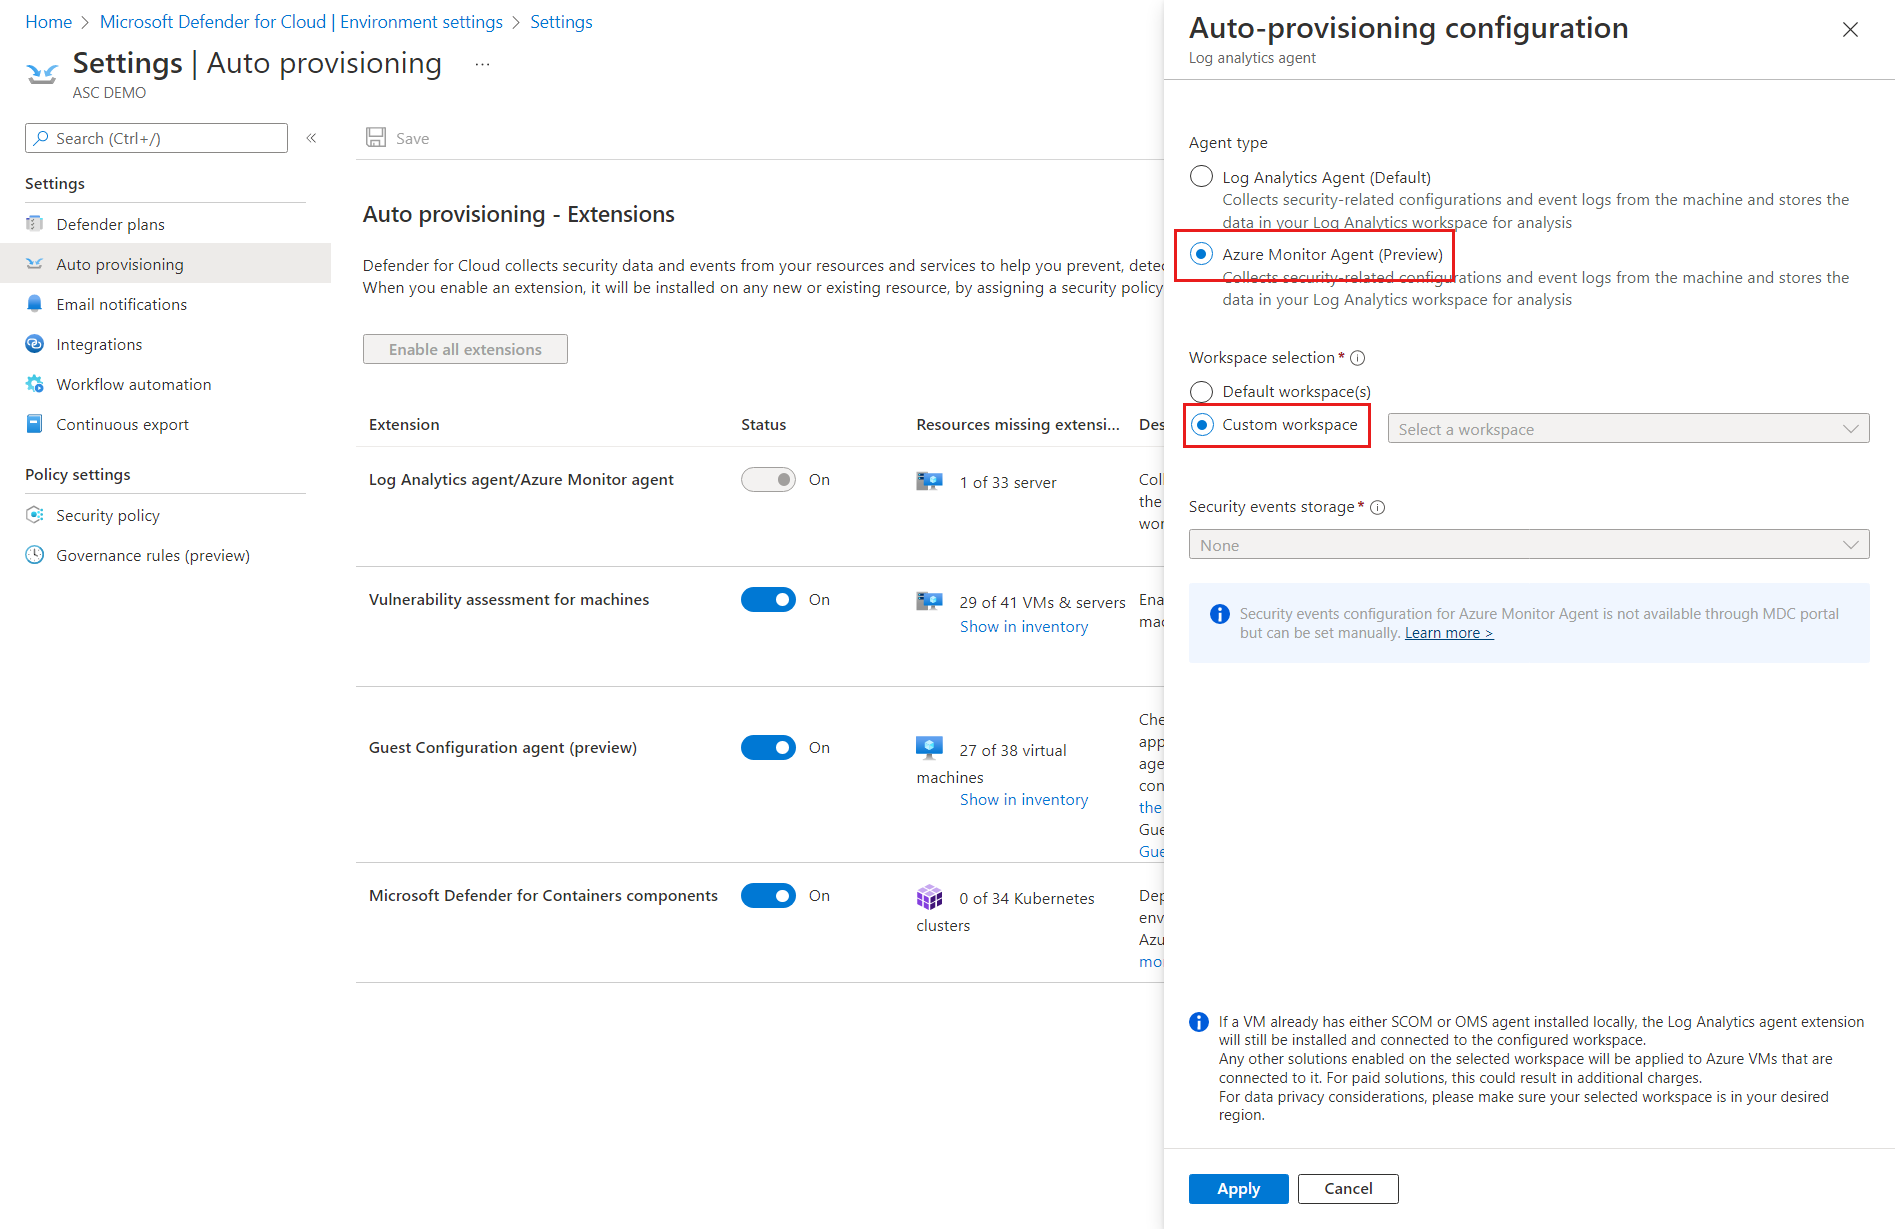 Home > Microsoft Defender for Cloud | Environment settings > Settings
Settings | Auto provisioning ...
ASC DEMO
Search (Ctrl+/)
«
Settings
Defender plans
Auto provisioning
Email notifications
Integrations
Workflow automation
Continuous export
Policy settings
Security policy
Governance rules (preview)
Save
Auto provisioning - Extensions
Defender for Cloud collects security data and events from your resources and services to help you prevent, detec
When you enable an extension, it will be installed on any new or existing resource, by assigning a security policy
Enable all extensions
Extension Status Resources missing extensi... Des
Log Analytics agent/Azure Monitor agent On 1 of 33 server Coll
the
wor
Vulnerability assessment for machines On 29 of 41 VMs & servers Ena
Show in inventory mac
Che
app
Guest Configuration agent (preview) On 27 of 38 virtual age
machines con
Show in inventory the
Gue
Gue
Microsoft Defender for Containers components On 0 of 34 Kubernetes Dep
clusters env
Azu
mor
Auto-provisioning configuration
Log analytics agent
Agent type
Log Analytics Agent (Default)
Collects security-related configurations and event logs from the machine and stores the
data in your Log Analytics workspace for analysis
Azure Monitor Agent (Preview)
Collects security-related configurations and event logs from the machine and stores the
data in your Log Analytics workspace for analysis
Workspace selection *
Default workspace(s)
Custom workspace Select a workspace
Security events storage *
None
Security events configuration for Azure Monitor Agent is not available through MDC portal
but can be set manually. Learn more >
If a VM already has either SCOM or OMS agent installed locally, the Log Analytics agent extension
will still be installed and connected to the configured workspace.
Any other solutions enabled on the selected workspace will be applied to Azure VMs that are
connected to it. For paid solutions, this could result in additional charges.
For data privacy considerations, please make sure your selected workspace is in your desired
region.
Apply Cancel